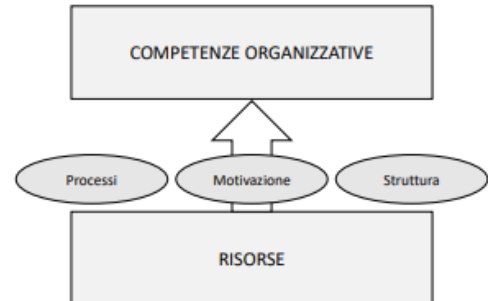 COMPETENZE ORGANIZZATIVE
Processi Motivazione Struttura
RISORSE